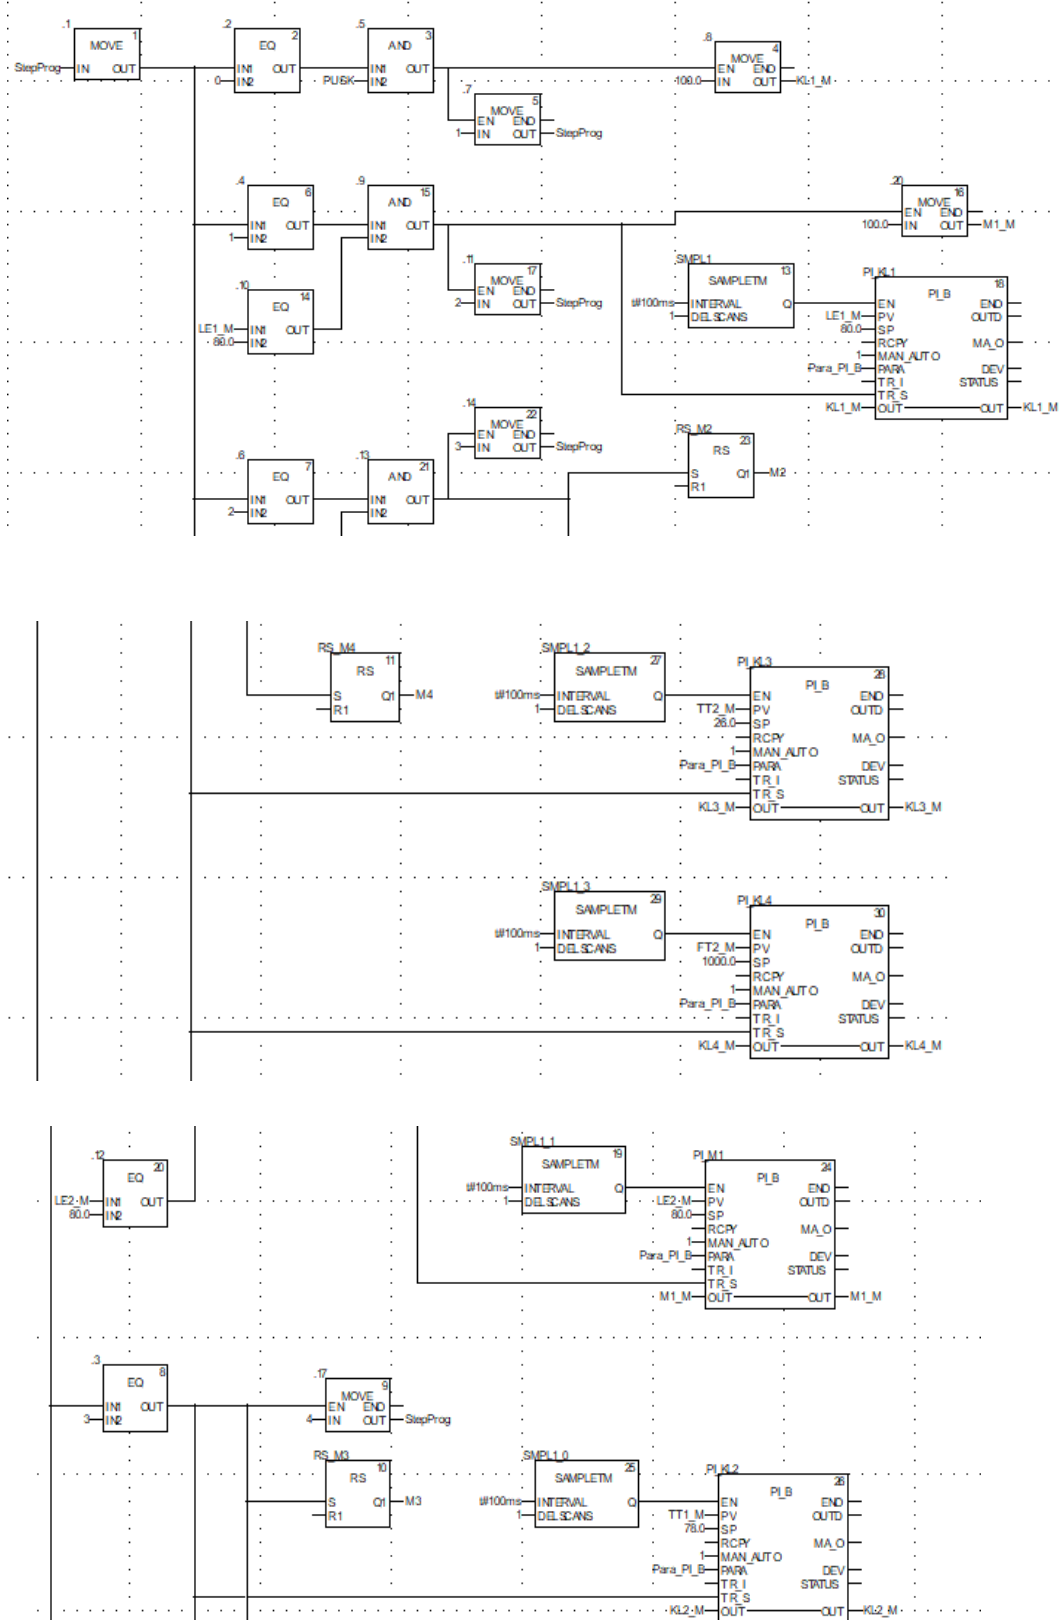 .1
MOVE 1
StepProg IN OUT
.2
EQ 2
IN1 OUT
0 IN2
.5
AND 3
IN1 OUT
PUSK IN2
.8
MOVE 4
EN END
100.0 IN OUT KL1_M
.7
MOVE 5
EN END
1 IN OUT StepProg
.4
EQ 6
IN1 OUT
1 IN2
.9
AND 15
IN1 OUT
IN2
.20
MOVE 16
EN END
100.0 IN OUT M1_M
.11
MOVE 17
EN END
2 IN OUT StepProg
.10
EQ 14
LE1_M IN1 OUT
80.0 IN2
SMPL1
SAMPLETM 13
t#100ms INTERVAL Q
1 DELSCANS
PI_KL1
PI_B 18
EN END
LE1_M PV OUTD
80.0 SP
RCPY MA_O
1 MAN_AUTO
Para_PI_B PARA DEV
TR_I STATUS
TR_S
KL1_M OUT OUT KL1_M
.14
MOVE 22
EN END
3 IN OUT StepProg
.6
EQ 7
IN1 OUT
2 IN2
.13
AND 21
IN1 OUT
IN2
RS_M2
RS 23
S Q1 M2
R1
RS_M4
RS 11
S Q1 M4
R1
SMPL1_2
SAMPLETM 27
t#100ms INTERVAL Q
1 DELSCANS
PI_KL3
PI_B 28
EN END
TT2_M PV OUTD
26.0 SP
RCPY MA_O
1 MAN_AUTO
Para_PI_B PARA DEV
TR_I STATUS
TR_S
KL3_M OUT OUT KL3_M
SMPL1_3
SAMPLETM 29
t#100ms INTERVAL Q
1 DELSCANS
PI_KL4
PI_B 30
EN END
FT2_M PV OUTD
1000.0 SP
RCPY MA_O
1 MAN_AUTO
Para_PI_B PARA DEV
TR_I STATUS
TR_S
KL4_M OUT OUT KL4_M
.12
EQ 20
LE2_M IN1 OUT
80.0 IN2
SMPL1_1
SAMPLETM 19
t#100ms INTERVAL Q
1 DELSCANS
PI_M1
PI_B 24
EN END
LE2_M PV OUTD
80.0 SP
RCPY MA_O
1 MAN_AUTO
Para_PI_B PARA DEV
TR_I STATUS
TR_S
M1_M OUT OUT M1_M
.3
EQ 8
IN1 OUT
3 IN2
.17
MOVE 9
EN END
4 IN OUT StepProg
RS_M3
RS 10
S Q1 M3
R1
SMPL1_0
SAMPLETM 25
t#100ms INTERVAL Q
1 DELSCANS
PI_KL2
PI_B 26
EN END
TT1_M PV OUTD
78.0 SP
RCPY MA_O
1 MAN_AUTO
Para_PI_B PARA DEV
TR_I STATUS
TR_S
KL2_M OUT OUT KL2_M